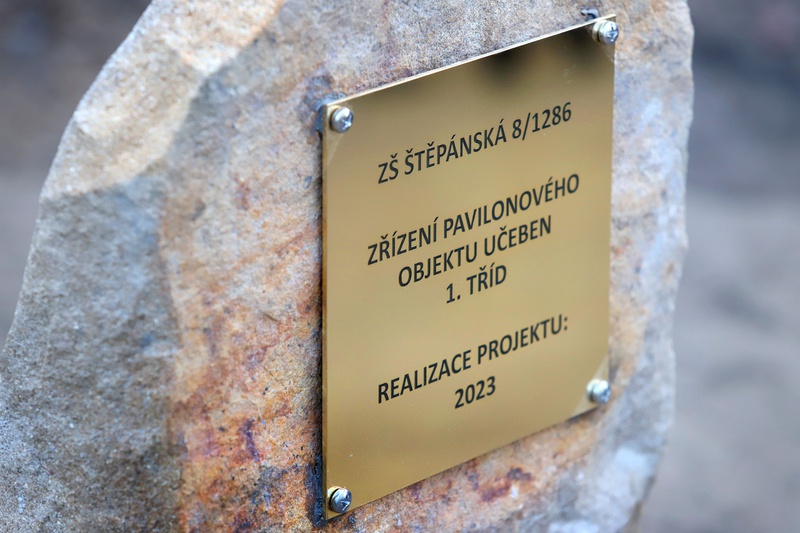 ZŠ ŠTĚPÁNSKÁ 8/1286
ZŘÍZENÍ PAVILONOVÉHO
OBJEKTU UČEBEN
1. TŘÍD
REALIZACE PROJEKTU:
2023